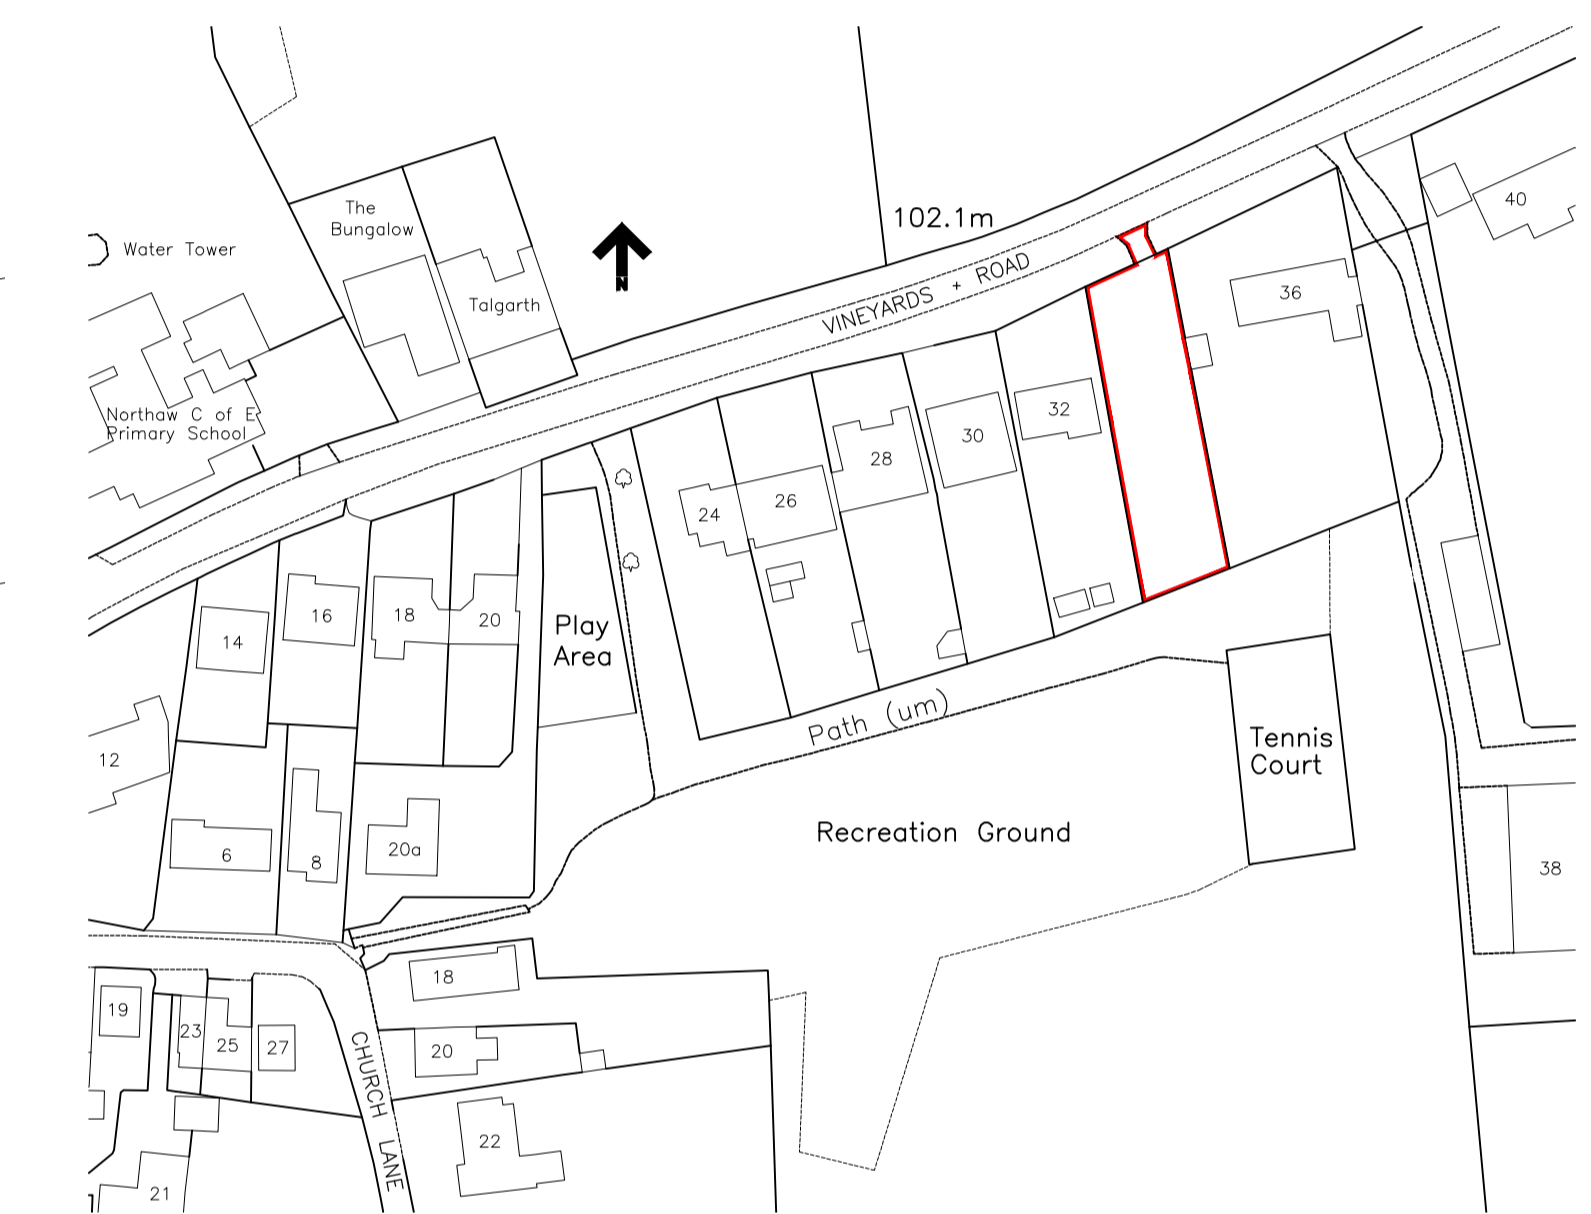 The
Bungalow
102.1m
40
Water Tower
N
VINEYARDS + ROAD
36
Talgarth
Northaw C of E
Primary School
32
30
28
26
24
18
16
20
Play
Area
14
Path (um)
Tennis
Court
12
Recreation Ground
20a
6
8
38
18
19
23
25
27
20
CHURCH LANE
22
21